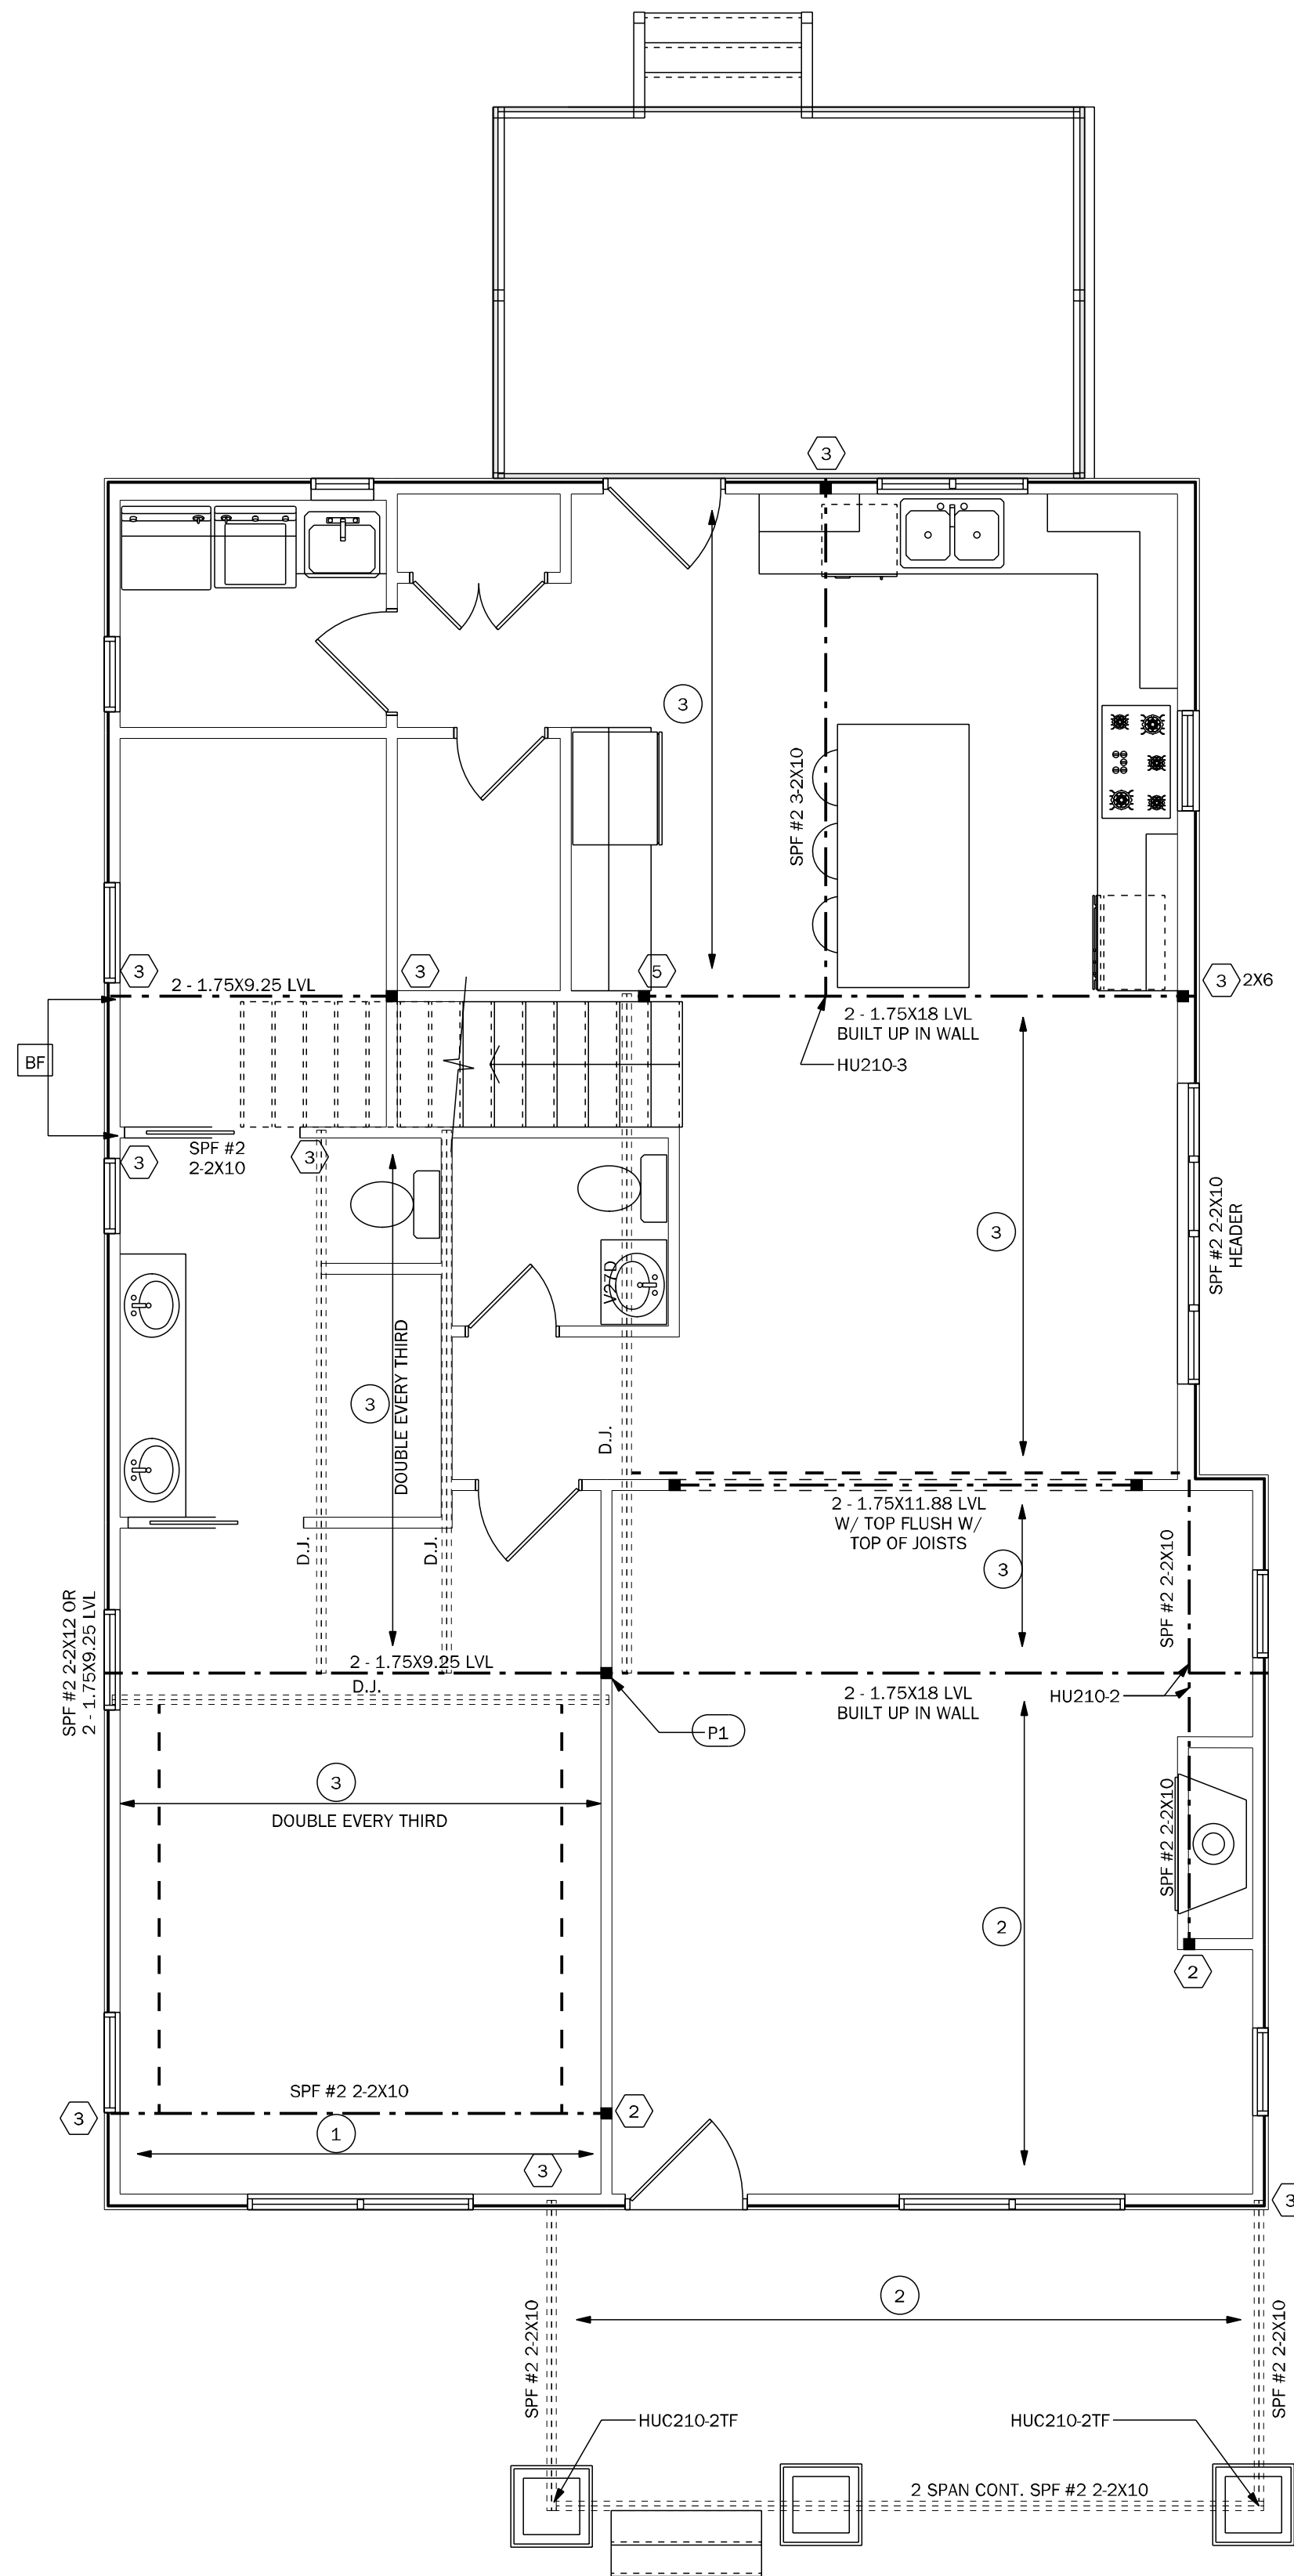 3
3
SPF #2 3-2X10
3
3
5
3 2X6
2 - 1.75X9.25 LVL
2 - 1.75X18 LVL
BUILT UP IN WALL
BF
HU210-3
SPF #2
2-2X10
3
3
3
SPF #2 2-2X10
HEADER
V27D
3
DOUBLE EVERY THIRD
D.J.
2 - 1.75X11.88 LVL
W/ TOP FLUSH W/
TOP OF JOISTS
D.J.
D.J.
3
SPF #2 2-2X10
SPF #2 2-2X12 OR
2 - 1.75X9.25 LVL
2 - 1.75X9.25 LVL
D.J.
2 - 1.75X18 LVL
BUILT UP IN WALL
HU210-2
P1
3
DOUBLE EVERY THIRD
SPF #2 2-2X10
2
2
SPF #2 2-2X10
3
2
1
3
3
2
SPF #2 2-2X10
SPF #2 2-2X10
HUC210-2TF
HUC210-2TF
2 SPAN CONT. SPF #2 2-2X10